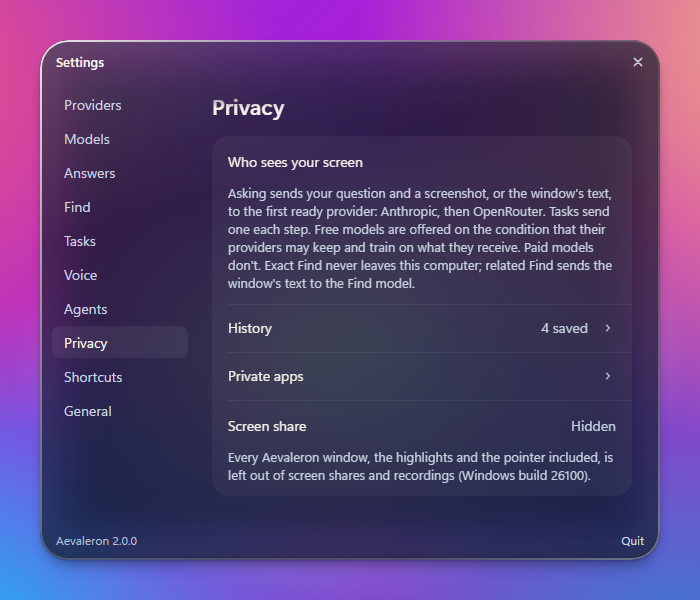 Settings
Providers
Models
Answers
Find
Tasks
Voice
Agents
Privacy
Shortcuts
General
Privacy
Who sees your screen
Asking sends your question and a screenshot, or the window's text,
to the first ready provider: Anthropic, then OpenRouter. Tasks send
one each step. Free models are offered on the condition that their
providers may keep and train on what they receive. Paid models
don't. Exact Find never leaves this computer; related Find sends the
window's text to the Find model.
History 4 saved
Private apps
Screen share Hidden
Every Aevaleron window, the highlights and the pointer included, is
left out of screen shares and recordings (Windows build 26100).
Aevaleron 2.0.0
Quit